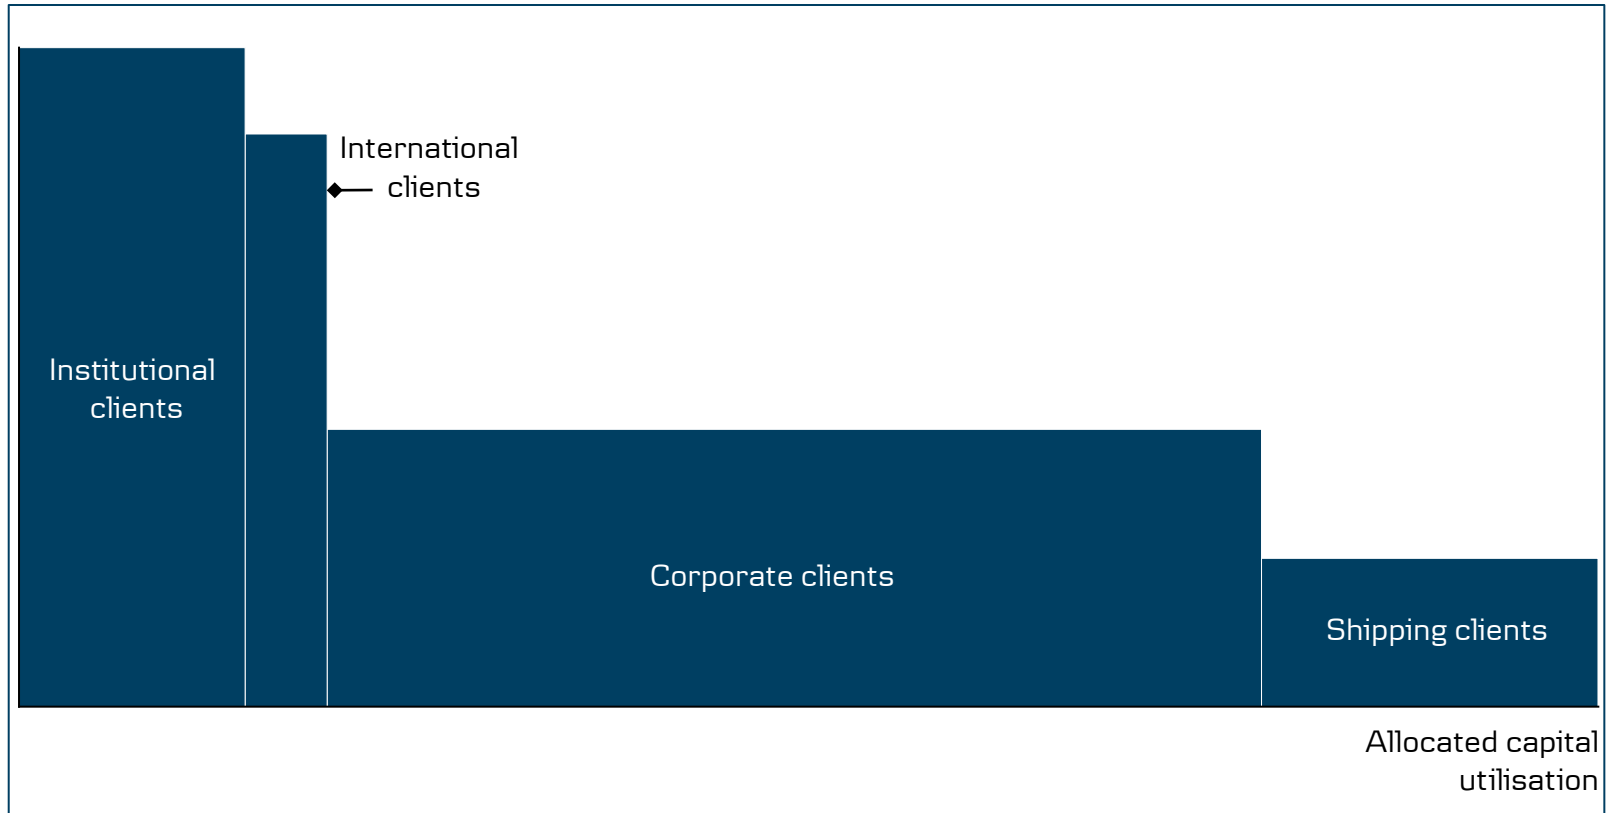 International
clients
Institutional
clients
Corporate clients
Shipping clients
Allocated capital
utilisation